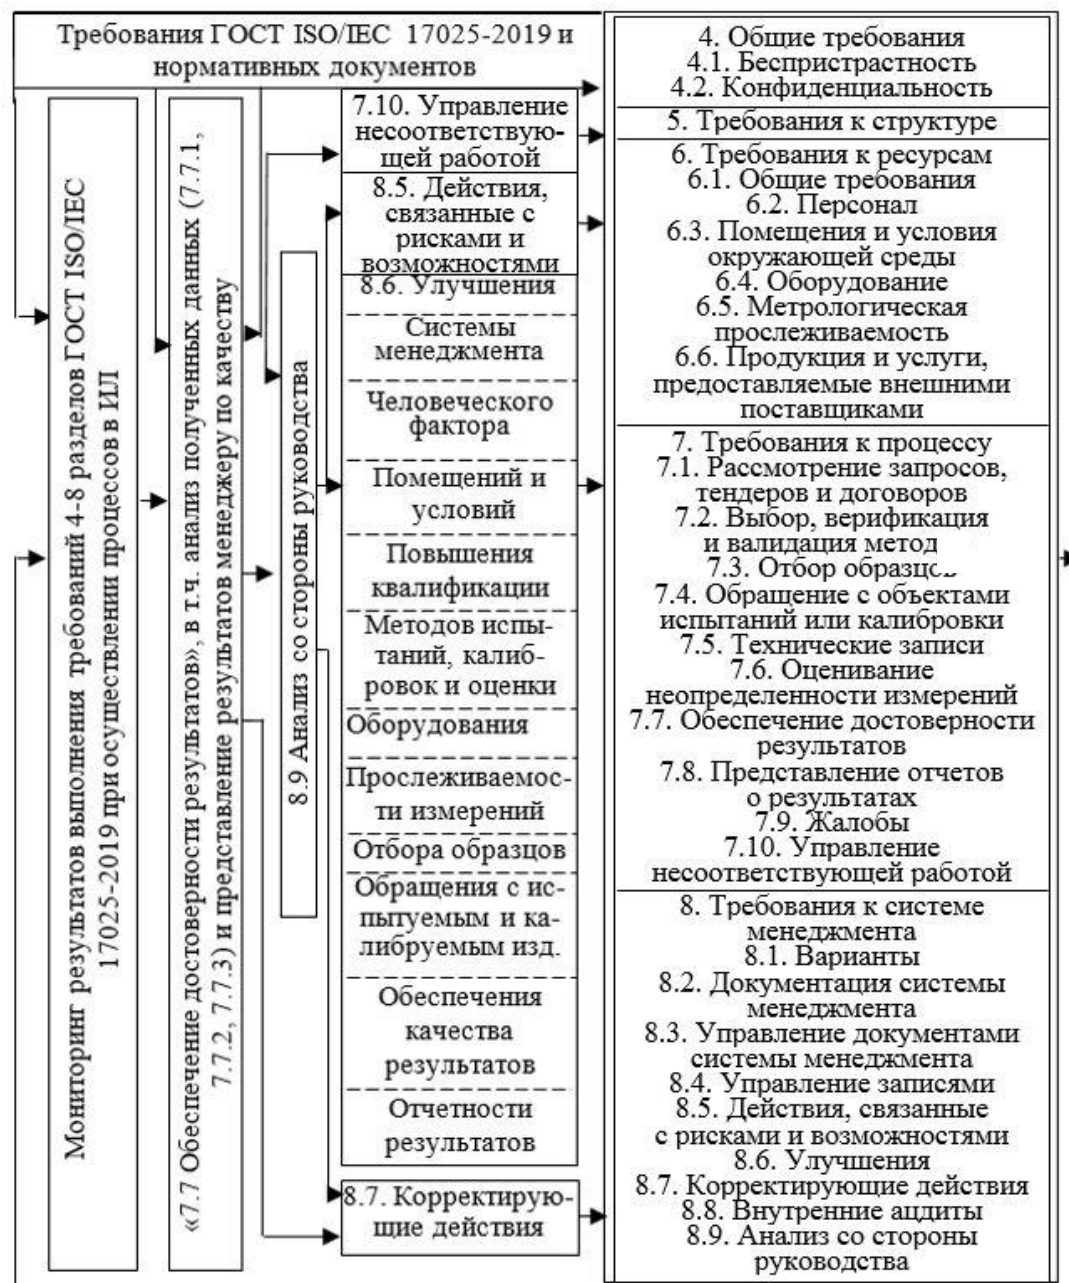 Требования ГОСТ ISO/IEC 17025-2019 и
нормативных документов
Мониторинг результатов выполнения требований 4-8 разделов ГОСТ ISO/IEC
17025-2019 при осуществлении процессов в ИЛ
«7.7 Обеспечение достоверности результатов», в т.ч. анализ полученных данных (7.7.1,
7.7.2, 7.7.3) и представление результатов менеджеру по качеству
8.9 Анализ со стороны руководства
7.10. Управление
несоответствую-
щей работой
8.5. Действия,
связанные с
рисками и
возможностями
8.6. Улучшения
Системы
менеджмента
Человеческого
фактора
Помещений и
условий
Повышения
квалификации
Методов испы-
таний, калиб-
ровок и оценки
Оборудования
Прослеживаемос-
ти измерений
Отбора образцов
Обращения с ис-
пытуемым и ка-
либруемым изд.
Обеспечения
качества
результатов
Отчетности
результатов
8.7. Корректирую-
щие действия
4. Общие требования
4.1. Беспристрастность
4.2. Конфиденциальность
5. Требования к структуре
6. Требования к ресурсам
6.1. Общие требования
6.2. Персонал
6.3. Помещения и условия
окружающей среды
6.4. Оборудование
6.5. Метрологическая
прослеживаемость
6.6. Продукция и услуги,
предоставляемые внешними
поставщиками
7. Требования к процессу
7.1. Рассмотрение запросов,
тендеров и договоров
7.2. Выбор, верификация
и валидация метод
7.3. Отбор образц
7.4. Обращение с объектами
испытаний или калибровки
7.5. Технические записи
7.6. Оценивание
неопределенности измерений
7.7. Обеспечение достоверности
результатов
7.8. Представление отчетов
о результатах
7.9. Жалобы
7.10. Управление
несоответствующей работой
8. Требования к системе
менеджмента
8.1. Варианты
8.2. Документация системы
менеджмента
8.3. Управление документами
системы менеджмента
8.4. Управление записями
8.5. Действия, связанные
с рисками и возможностями
8.6. Улучшения
8.7. Корректирующие действия
8.8. Внутренние ацдиты
8.9. Анализ со стороны
руководства